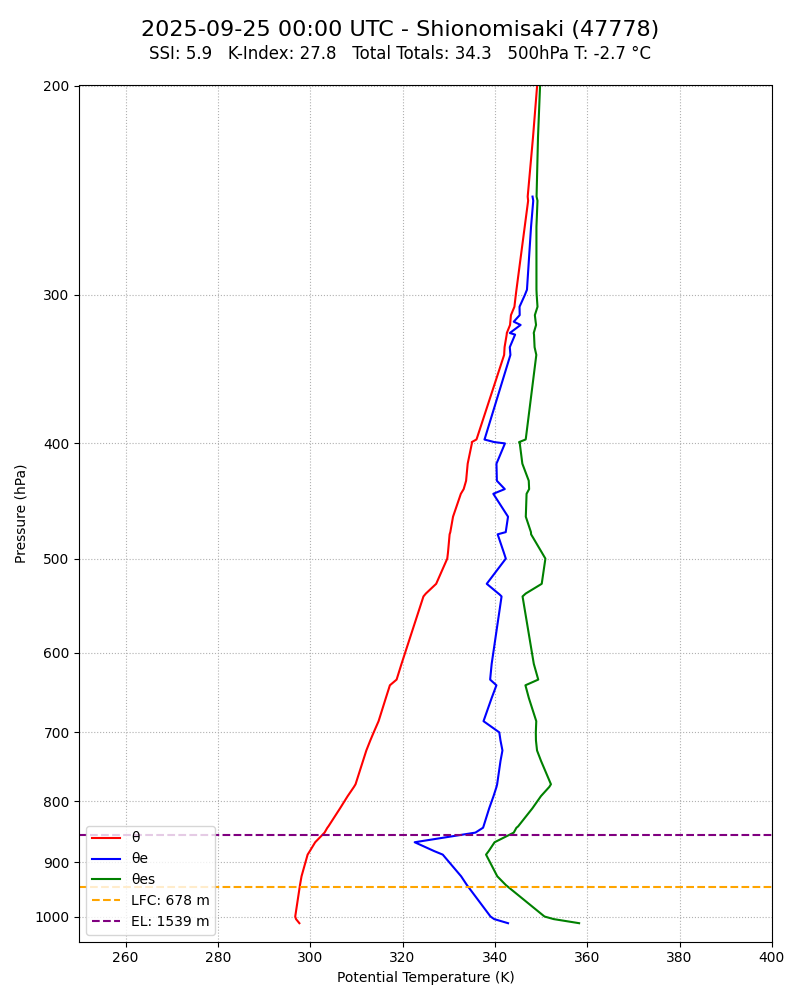 2025-09-25 00:00 UTC - Shionomisaki (47778)
SSI: 5.9   K-Index: 27.8   Total Totals: 34.3   500hPa T: -2.7 °C
200
300
400
500
600
700
800
900
1000
Pressure (hPa)
θ
θe
θes
LFC: 678 m
EL: 1539 m
260
280
300
320
340
360
380
400
Potential Temperature (K)